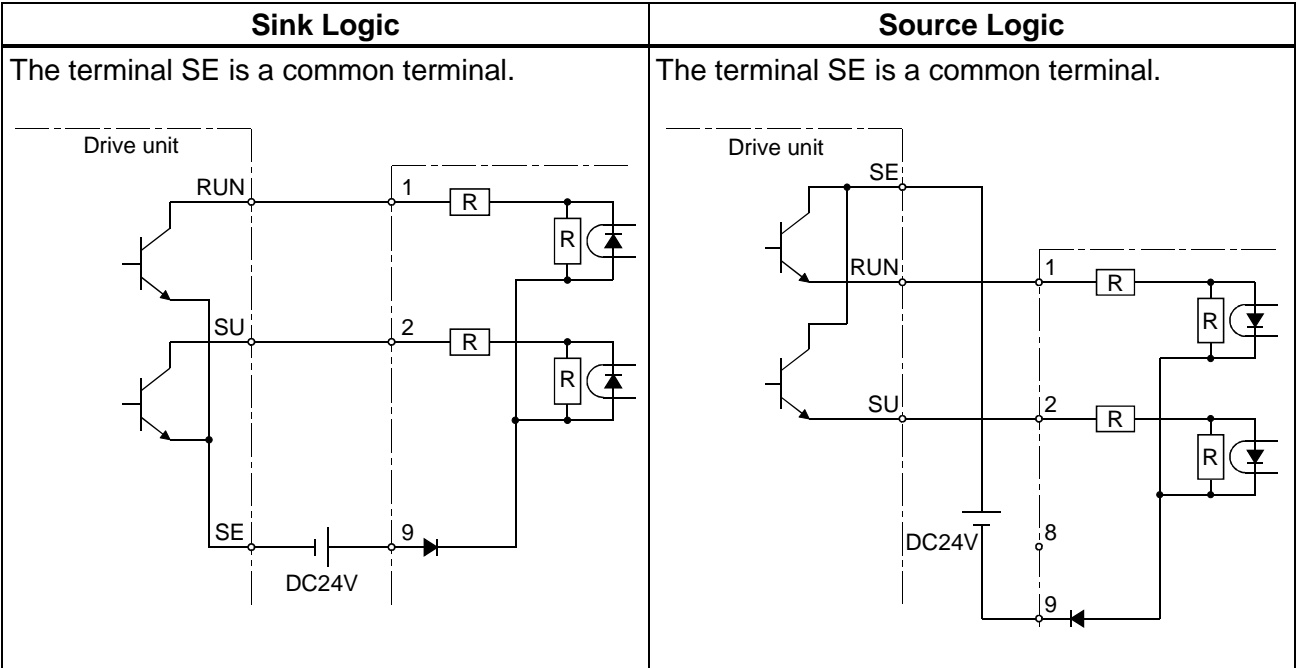 Sink Logic
The terminal SE is a common terminal.
Drive unit
RUN
1
R
R
SU
2
R
R
SE
9
DC24V
Source Logic
The terminal SE is a common terminal.
Drive unit
SE
RUN
1
R
R
SU
2
R
R
DC24V
8
9